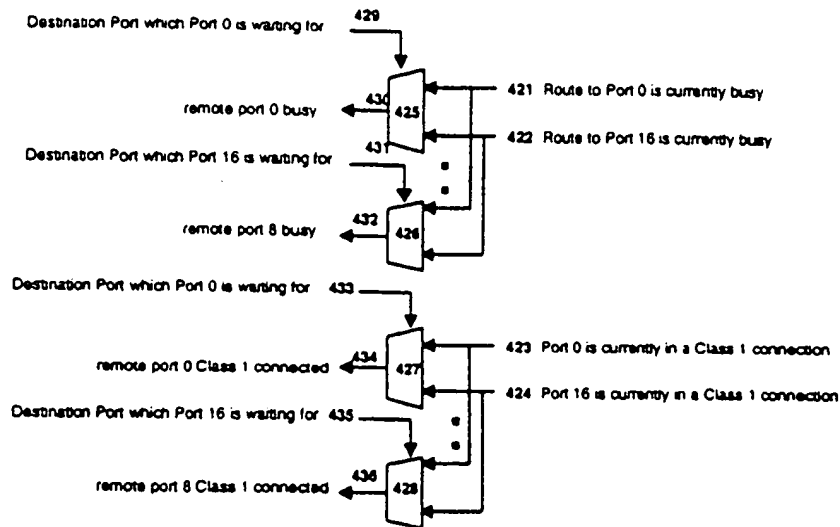 Destination Port which Port 0 is waiting for 429
421 Route to Port 0 is currently busy
430 425
remote port 0 busy
422 Route to Port 16 is currently busy
431
Destination Port which Port 16 is waiting for
432 426
remote port 8 busy
Destination Port which Port 0 is waiting for 433
423 Port 0 is currently in a Class 1 connection
434 427
remote port 0 Class 1 connected
424 Port 16 is currently in a Class 1 connection
Destination Port which Port 16 is waiting for 435
436 428
remote port 8 Class 1 connected